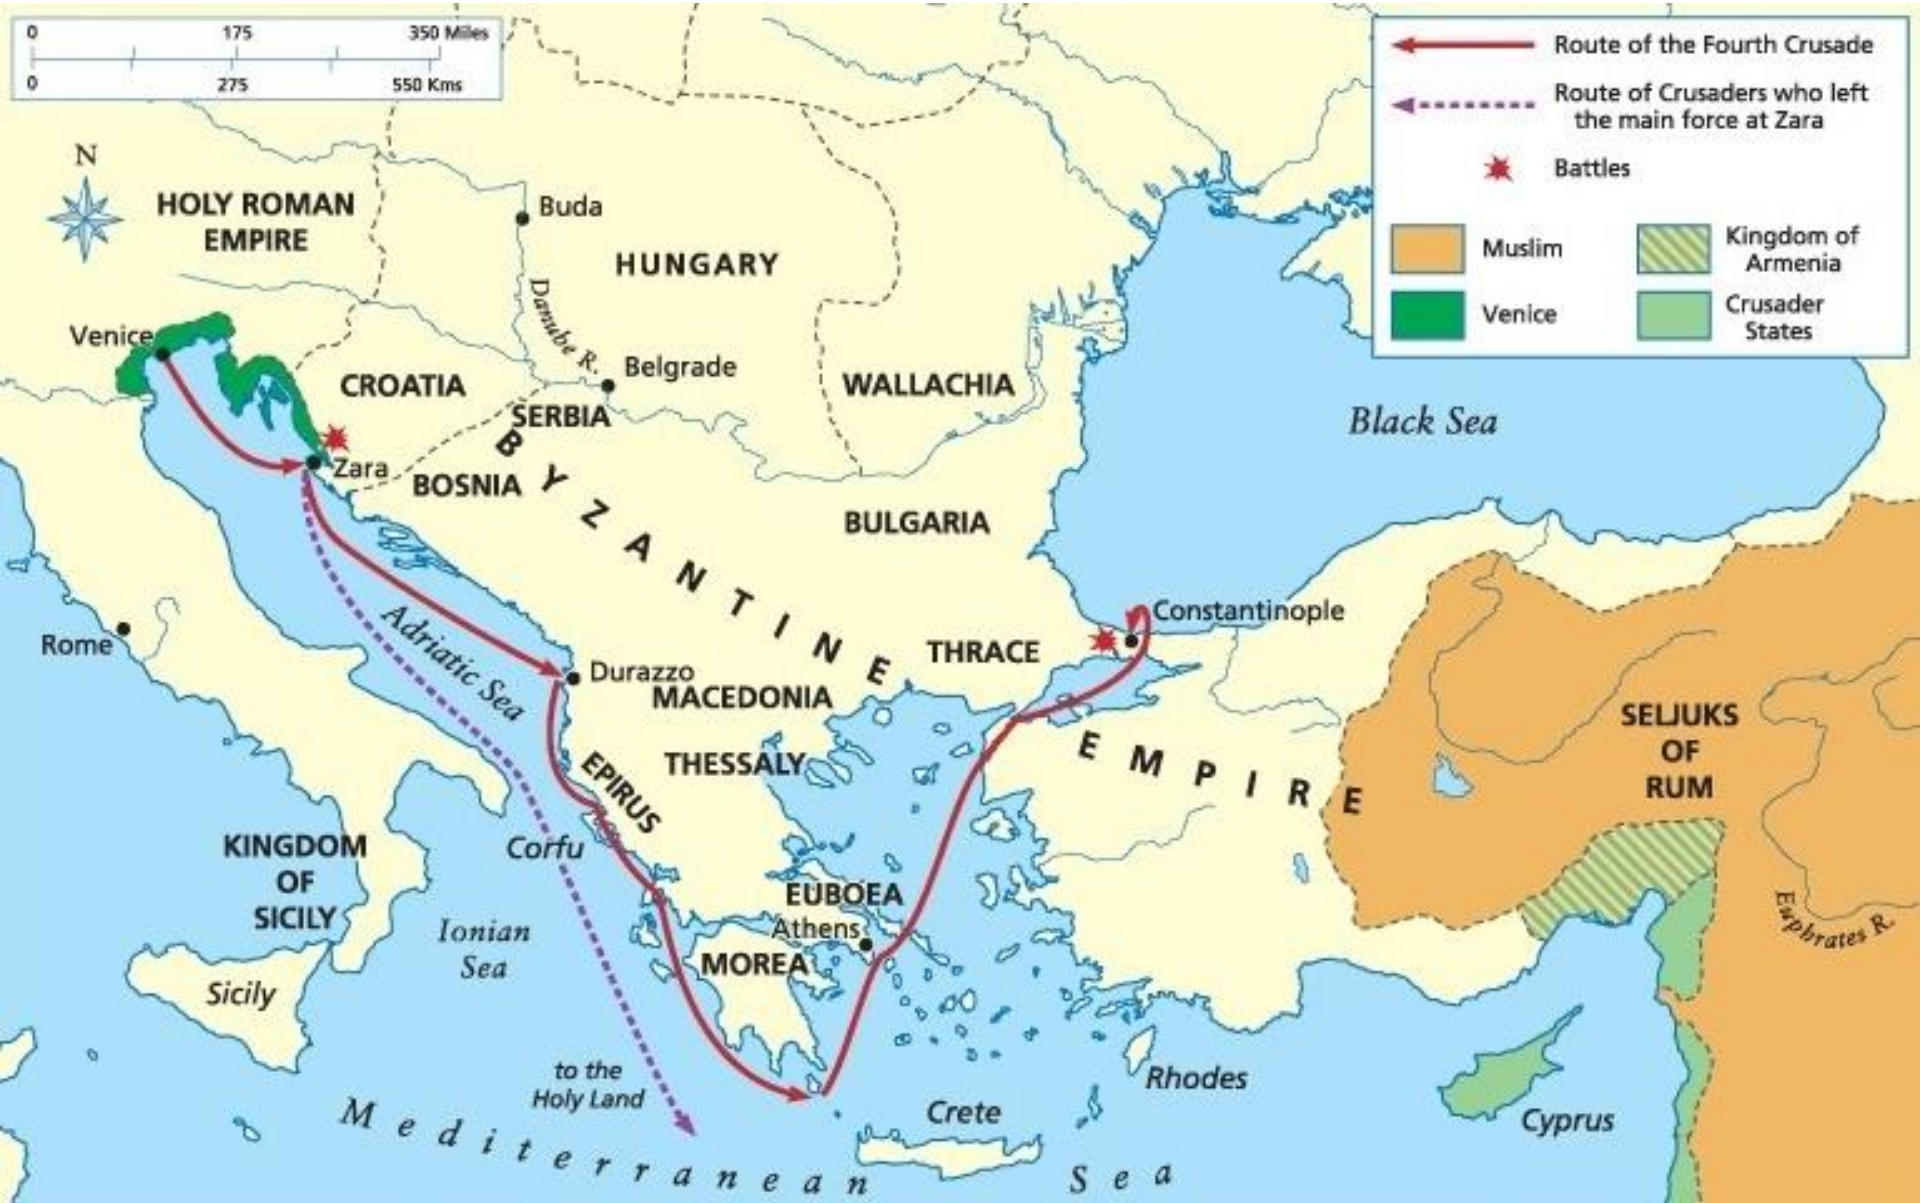 0 175 350 Miles
0 275 550 Kms
Route of the Fourth Crusade
Route of Crusaders who left
the main force at Zara
Battles
Muslim
Kingdom of
Armenia
Venice
Crusader
States
N
HOLY ROMAN
EMPIRE
Buda
HUNGARY
Danube R.
Venice
Belgrade
CROATIA
SERBIA
WALLACHIA
Black Sea
Zara
BOSNIA
BYZANTINE
EMPIRE
BULGARIA
Constantinople
Rome
Adriatic Sea
Durazzo
THRACE
MACEDONIA
THESSALY
EPIRUS
SELJUKS
OF
RUM
KINGDOM
OF
SICILY
Corfu
EUBOEA
Athens
MOREA
Ionian
Sea
Sicily
Euphrates R.
to the
Holy Land
Rhodes
Crete
Cyprus
Mediterranean Sea